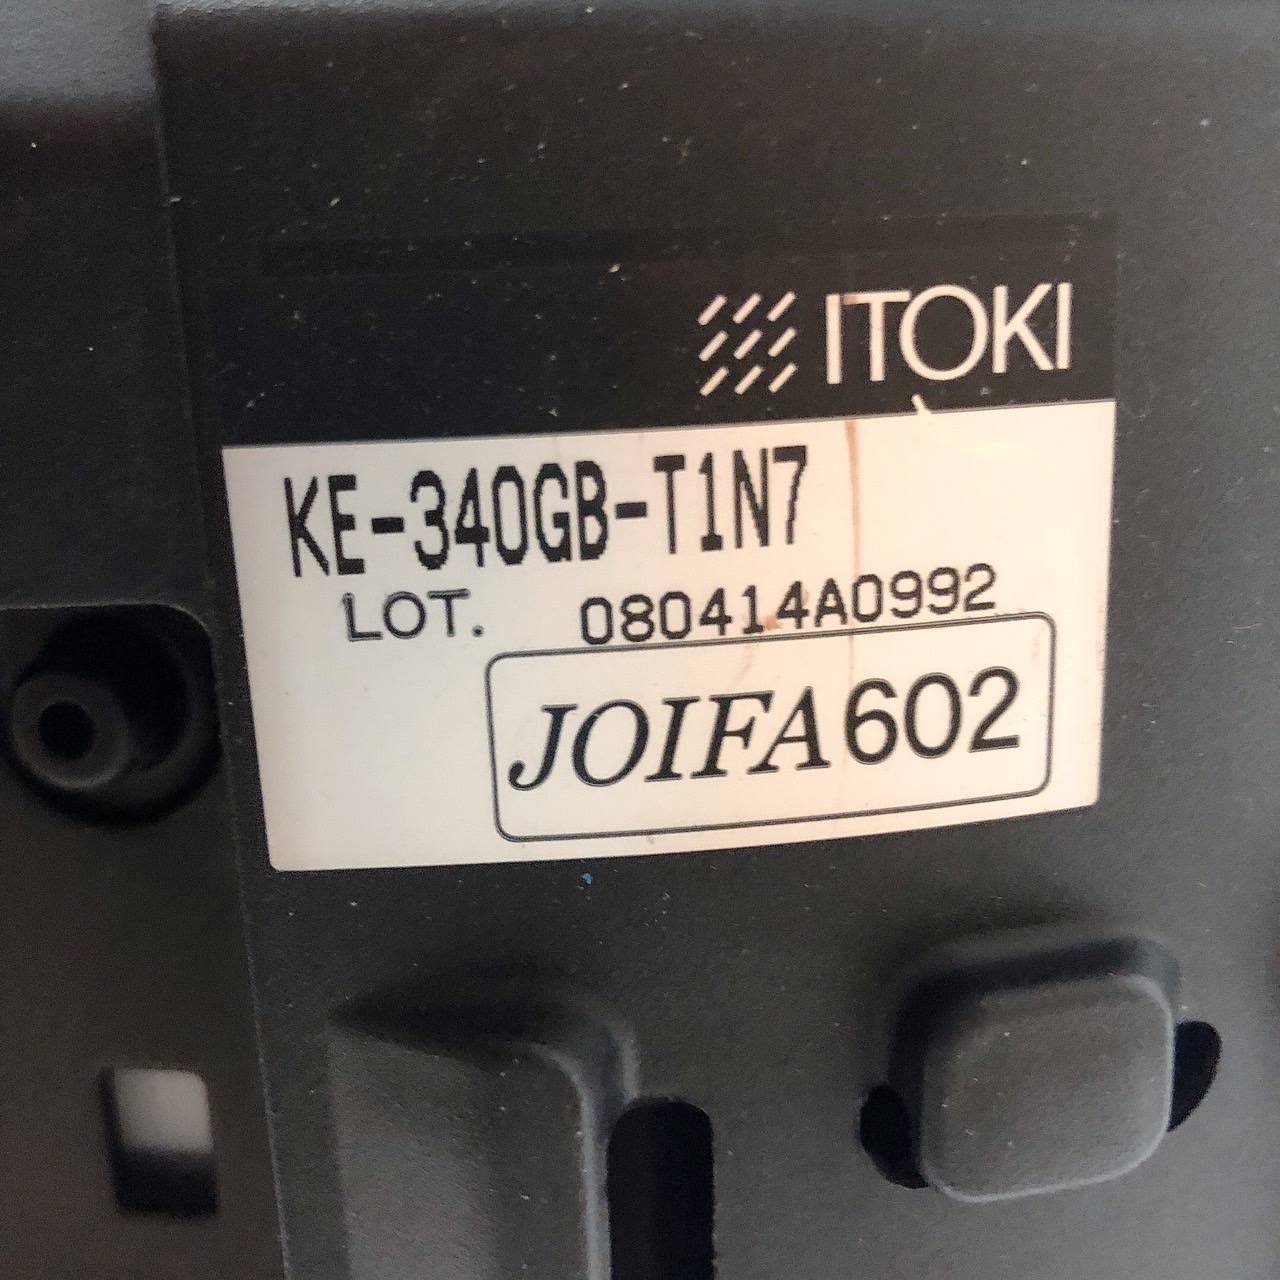 ITOKI
KE-340GB-T1N7
LOT. 080414A0992
JOIFA602